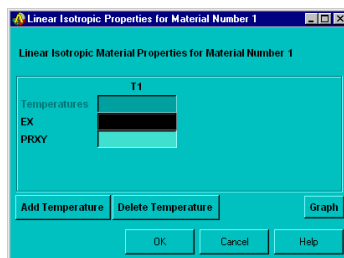 Linear Isotropic Properties for Material Number 1
Linear Isotropic Material Properties for Material Number 1
T1
Temperatures
EX
PRXY
Add Temperature Delete Temperature Graph
OK Cancel Help